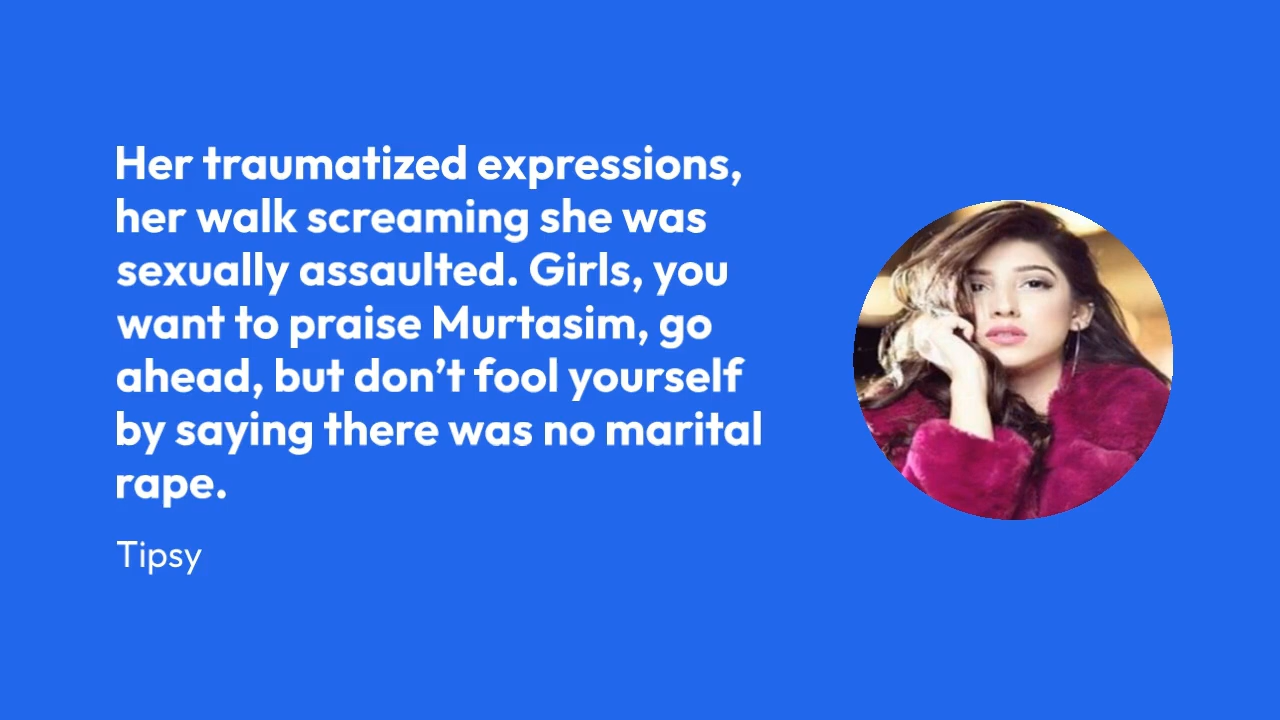 Her traumatized expressions,
her walk screaming she was
sexually assaulted. Girls, you
want to praise Murtasim, go
ahead, but don’t fool yourself
by saying there was no marital
rape.
Tipsy